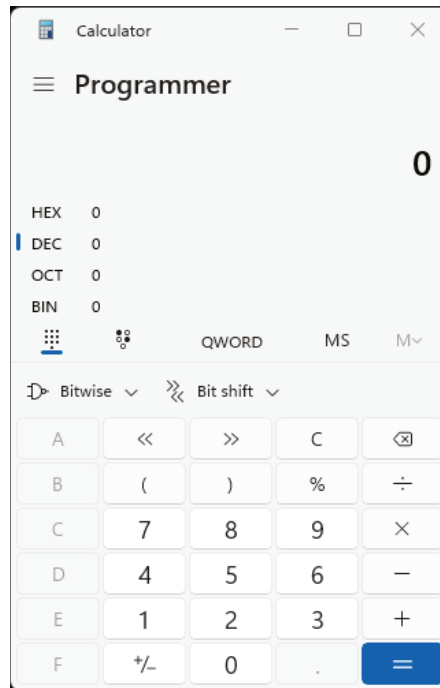 Calculator
Programmer
0
HEX 0
DEC 0
OCT 0
BIN 0
QWORD MS M
Bitwise Bit shift
A << >> C
B ( ) % ÷
C 7 8 9 ×
D 4 5 6 −
E 1 2 3 +
F +/− 0 . =